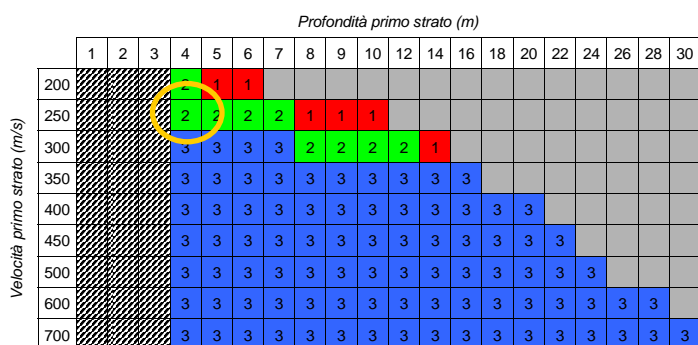 Profondità primo strato (m)
1 2 3 4 5 6 7 8 9 10 12 14 16 18 20 22 24 26 28 30
Velocità primo strato (m/s)
200 2 1 1
250 2 2 2 2 1 1 1
300 3 3 3 3 2 2 2 2 1
350 3 3 3 3 3 3 3 3 3 3
400 3 3 3 3 3 3 3 3 3 3 3 3
450 3 3 3 3 3 3 3 3 3 3 3 3 3
500 3 3 3 3 3 3 3 3 3 3 3 3 3 3
600 3 3 3 3 3 3 3 3 3 3 3 3 3 3 3 3
700 3 3 3 3 3 3 3 3 3 3 3 3 3 3 3 3 3